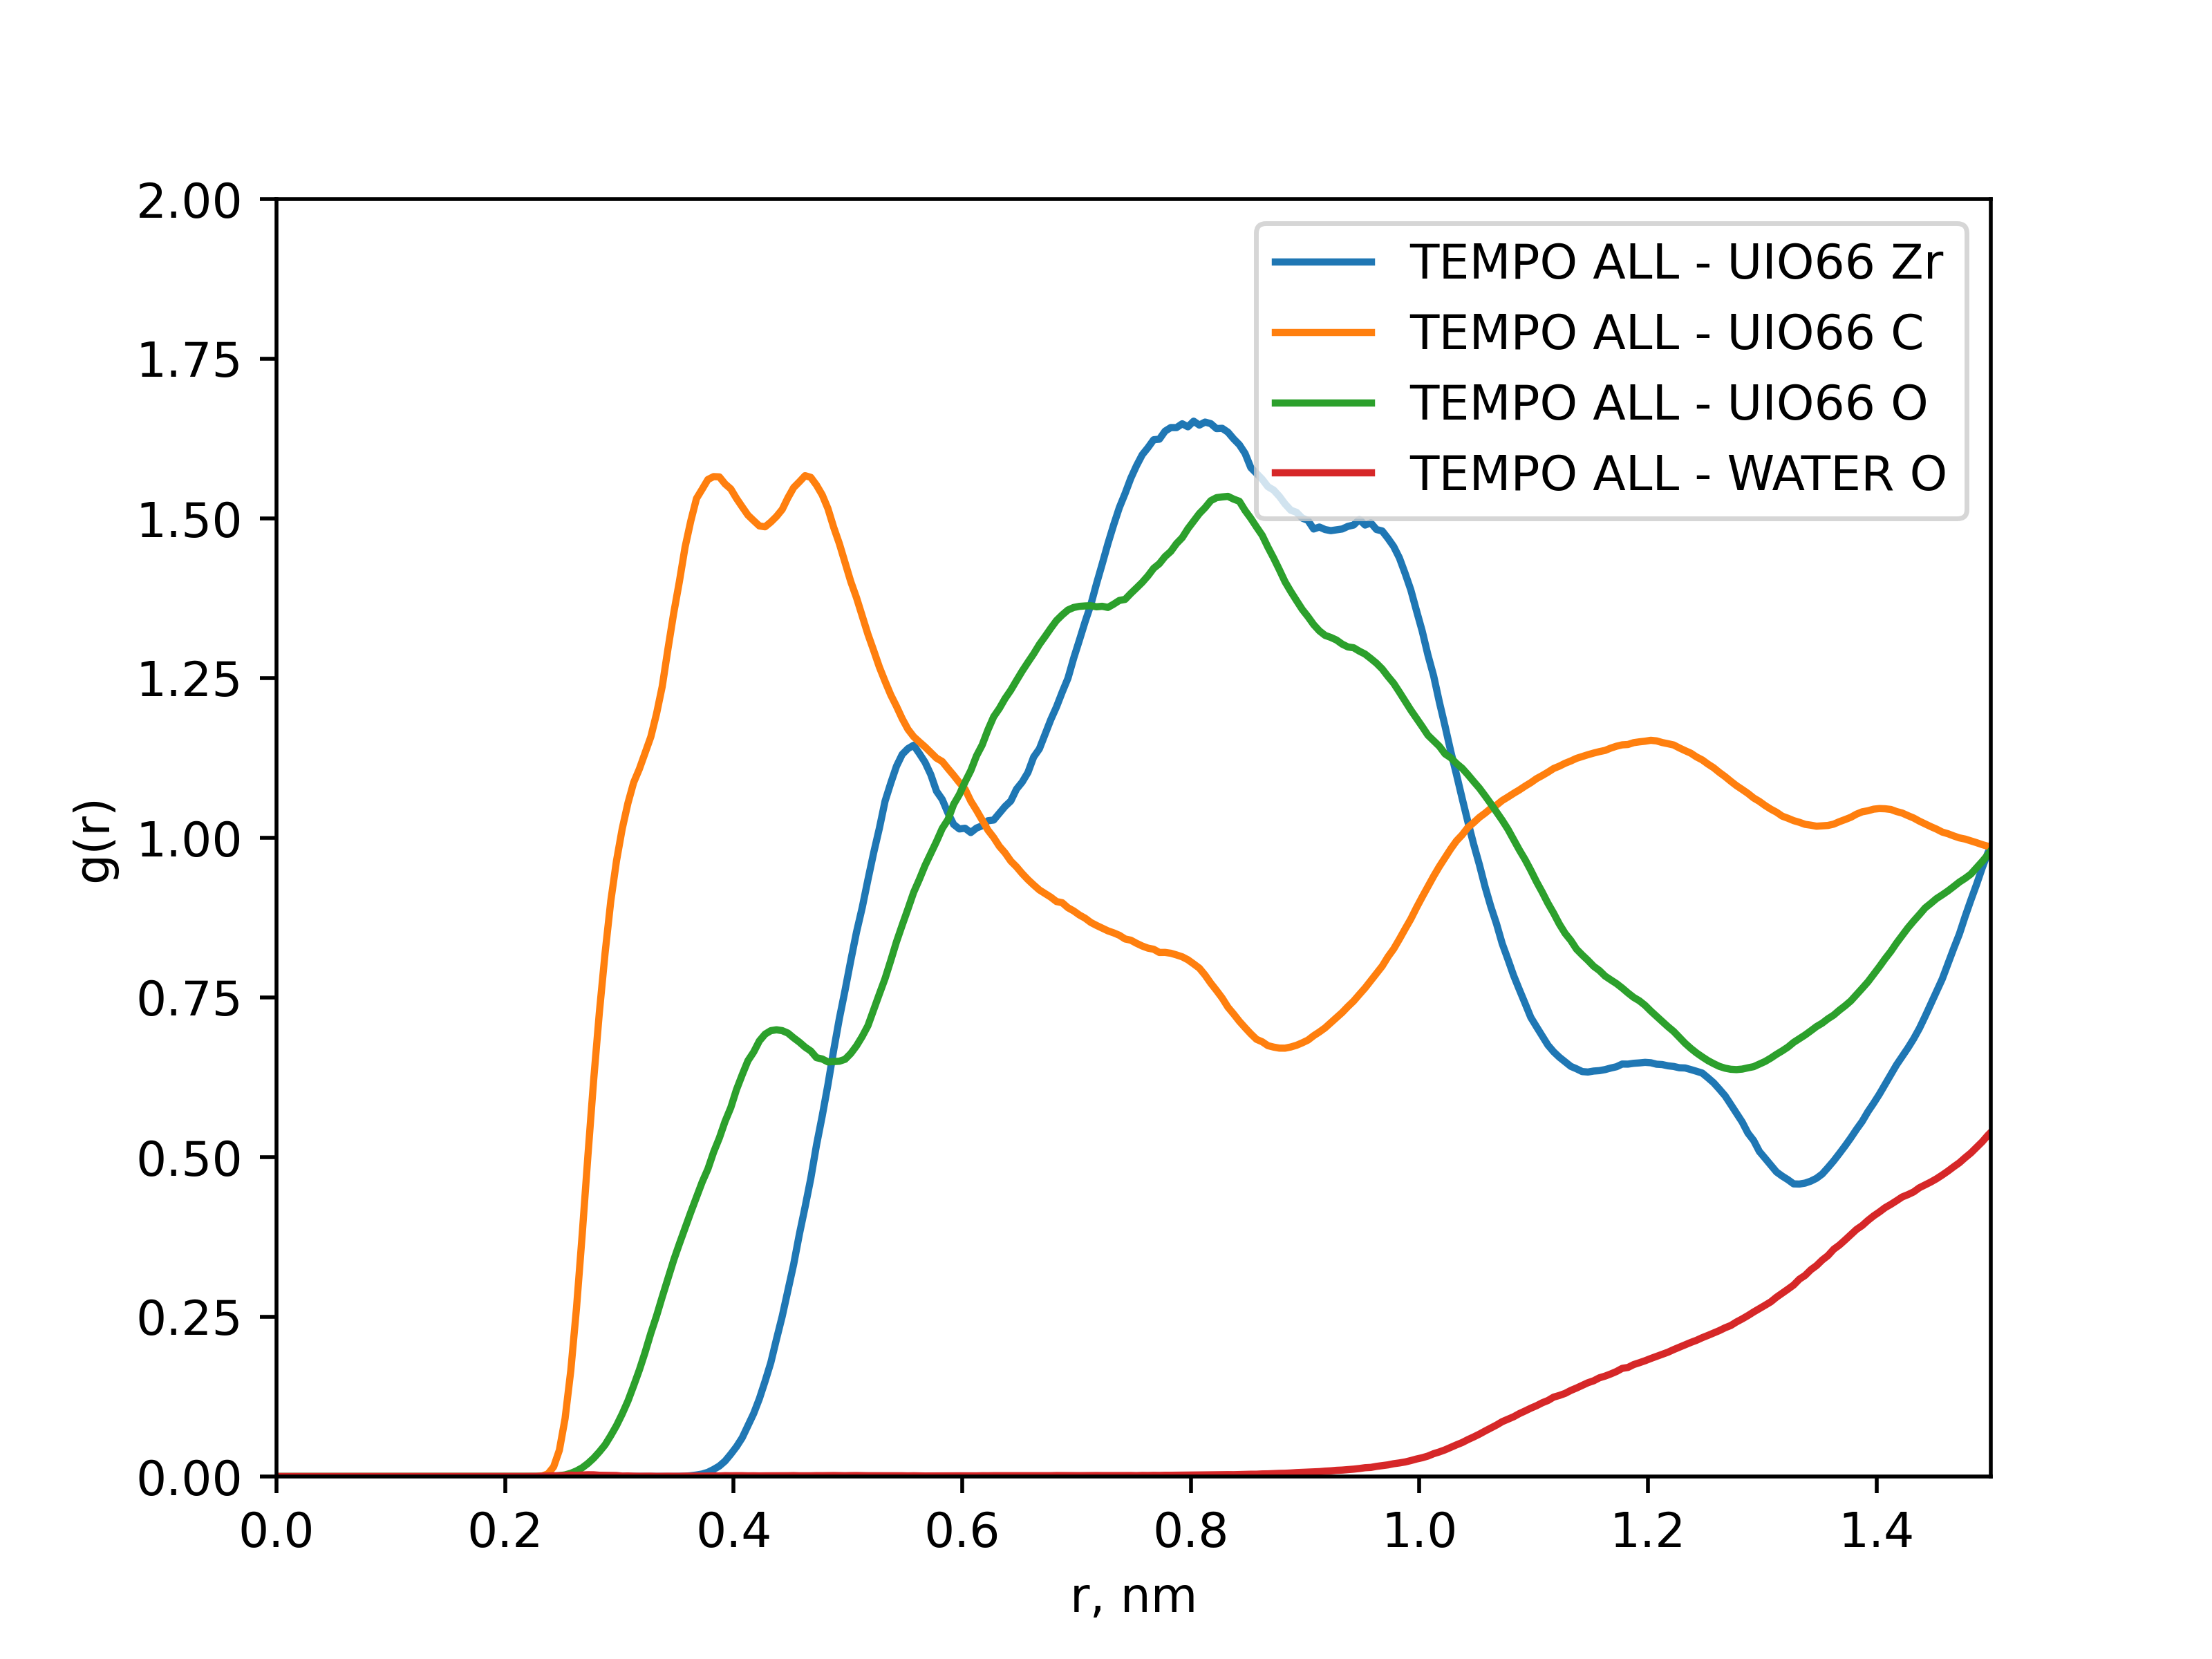 2.00
1.75
1.50
1.25
1.00
0.75
0.50
0.25
0.00
g(r)
TEMPO ALL - UIO66 Zr
TEMPO ALL - UIO66 C
TEMPO ALL - UIO66 O
TEMPO ALL - WATER O
0.0 0.2 0.4 0.6 0.8 1.0 1.2 1.4
r, nm